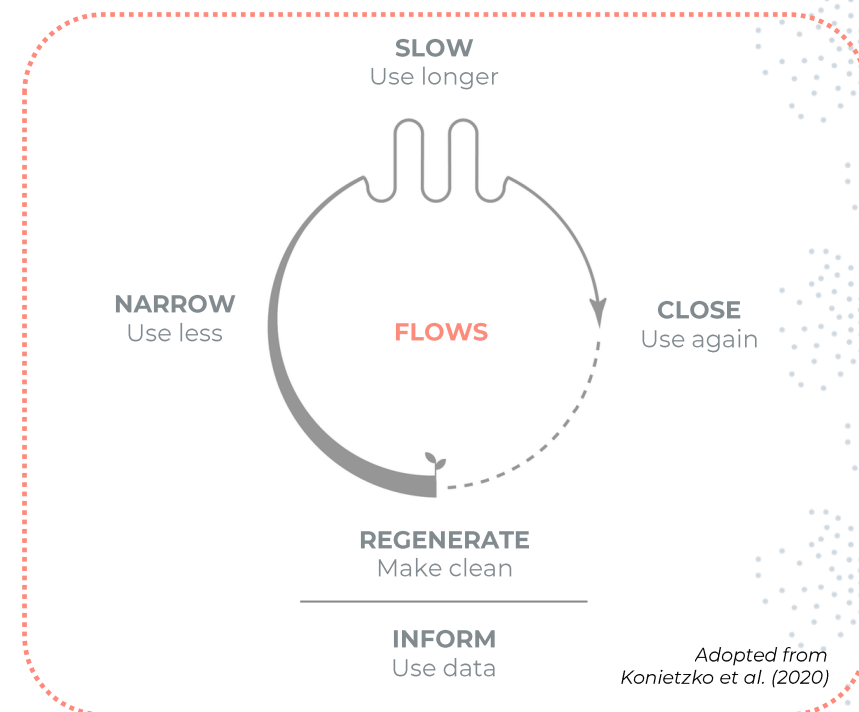 SLOW
Use longer
NARROW
Use less
FLOWS
CLOSE
Use again
REGENERATE
Make clean
INFORM
Use data
Adopted from
Konietzko et al. (2020)